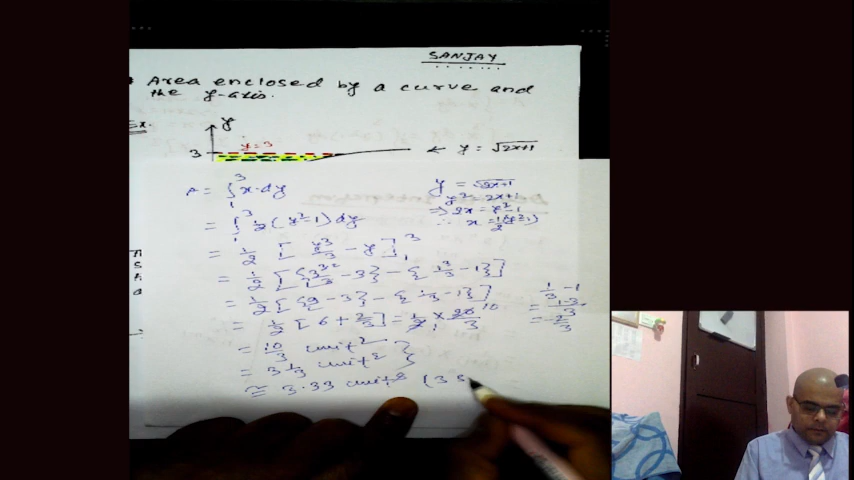 SANJAY
Area enclosed by a curve and
the y-axis.
Ex.
y
y=3
3
← y = √2x+1
A = ∫₁³ x·dy
= ∫₁³ ½ (y²-1) dy
= ½ [ y³/3 - y ]₁³
= ½ [ {3³/3 - 3} - { 1³/3 - 1} ]
= ½ [ {9 - 3} - { 1/3 - 1} ]
= ½ [ 6 + 2/3 ] = ½ × 20/3 10
= 10/3 unit²
= 3⅓ unit²
≅ 3.33 unit² (3 s
y = √2x+1
y² = 2x+1
⇒ 2x = y²-1
∴ x = ½(y²-1)
1/3 - 1
= 1-3/3
= -2/3